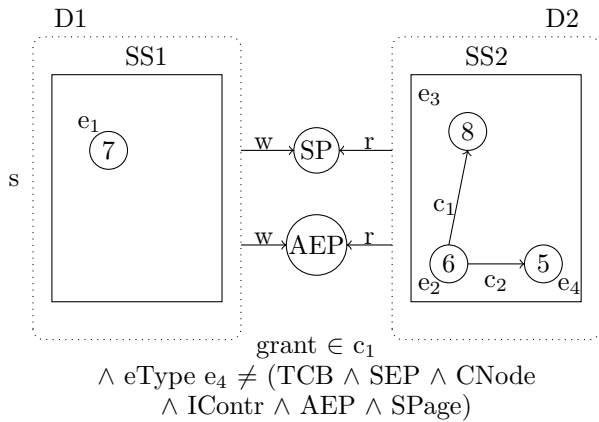 D1 D2
SS1 SS2
e₃
e₁
7 8
w SP r
s
c₁
w AEP r
6 5
e₂ c₂ e₄
grant ∈ c₁
∧ eType e₄ ≠ (TCB ∧ SEP ∧ CNode
∧ IContr ∧ AEP ∧ SPage)